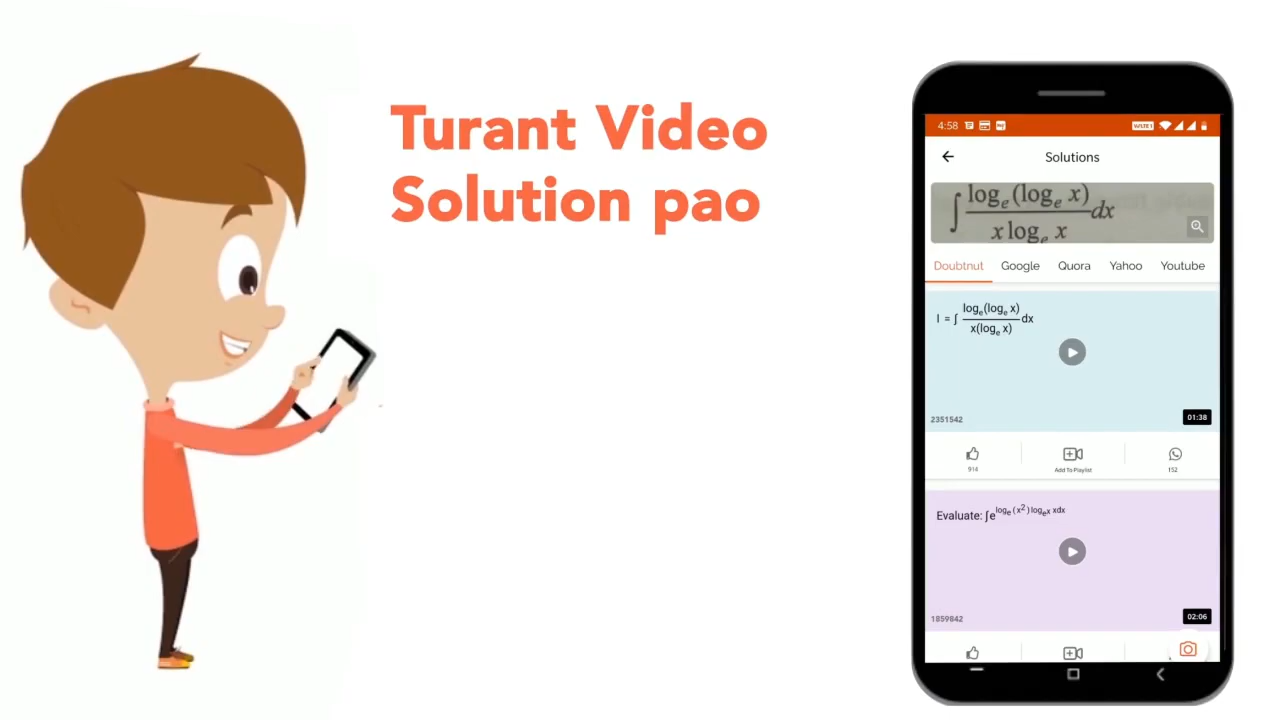 Turant Video
Solution pao
4:58
VoLTE1
Solutions
∫ logₑ(logₑ x) / x logₑ x dx
Doubtnut Google Quora Yahoo Youtube
I = ∫ logₑ(logₑ x) / x(logₑ x) dx
2351542 01:38
914 Add To Playlist 152
Evaluate: ∫e^logₑ(x²)logₑx xdx
1859842 02:06